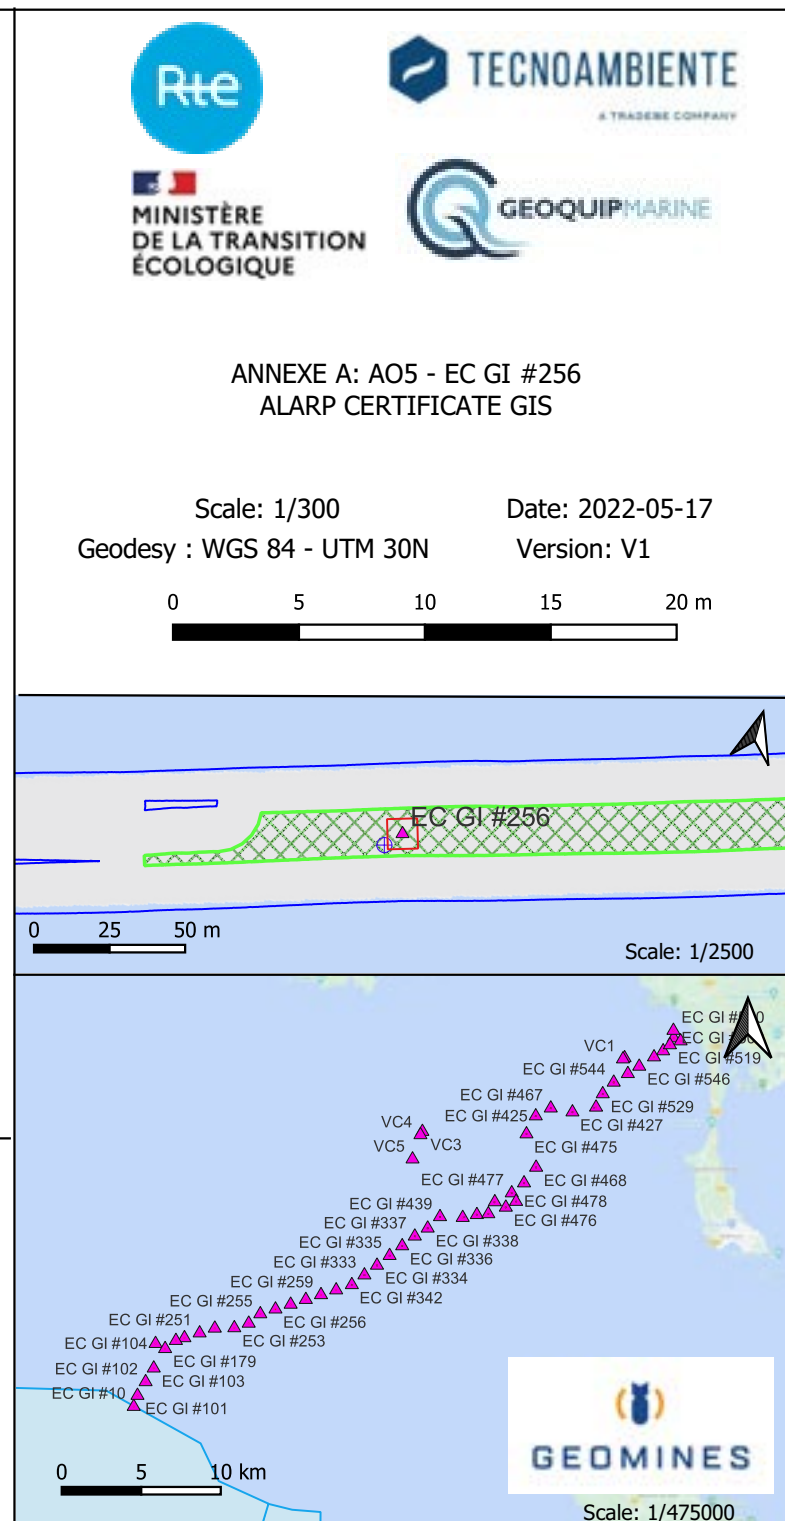 Rte
TECNOAMBIENTE
A TRADEBE COMPANY
MINISTÈRE
DE LA TRANSITION
ÉCOLOGIQUE
GEOQUIPMARINE
ANNEXE A: AO5 - EC GI #256
ALARP CERTIFICATE GIS
Scale: 1/300
Date: 2022-05-17
Geodesy : WGS 84 - UTM 30N
Version: V1
0 5 10 15 20 m
EC GI #256
0 25 50 m
Scale: 1/2500
EC GI
VC1
EC GI #519
EC GI #544
EC GI #546
EC GI #467
EC GI #529
EC GI #425
EC GI #427
VC4
VC3
EC GI #475
VC5
EC GI #477
EC GI #468
EC GI #439
EC GI #478
EC GI #337
EC GI #476
EC GI #335
EC GI #338
EC GI #333
EC GI #336
EC GI #259
EC GI #334
EC GI #255
EC GI #342
EC GI #251
EC GI #256
EC GI #104
EC GI #253
EC GI #102
EC GI #179
EC GI #103
EC GI #10
EC GI #101
0 5 10 km
GEOMINES
Scale: 1/475000